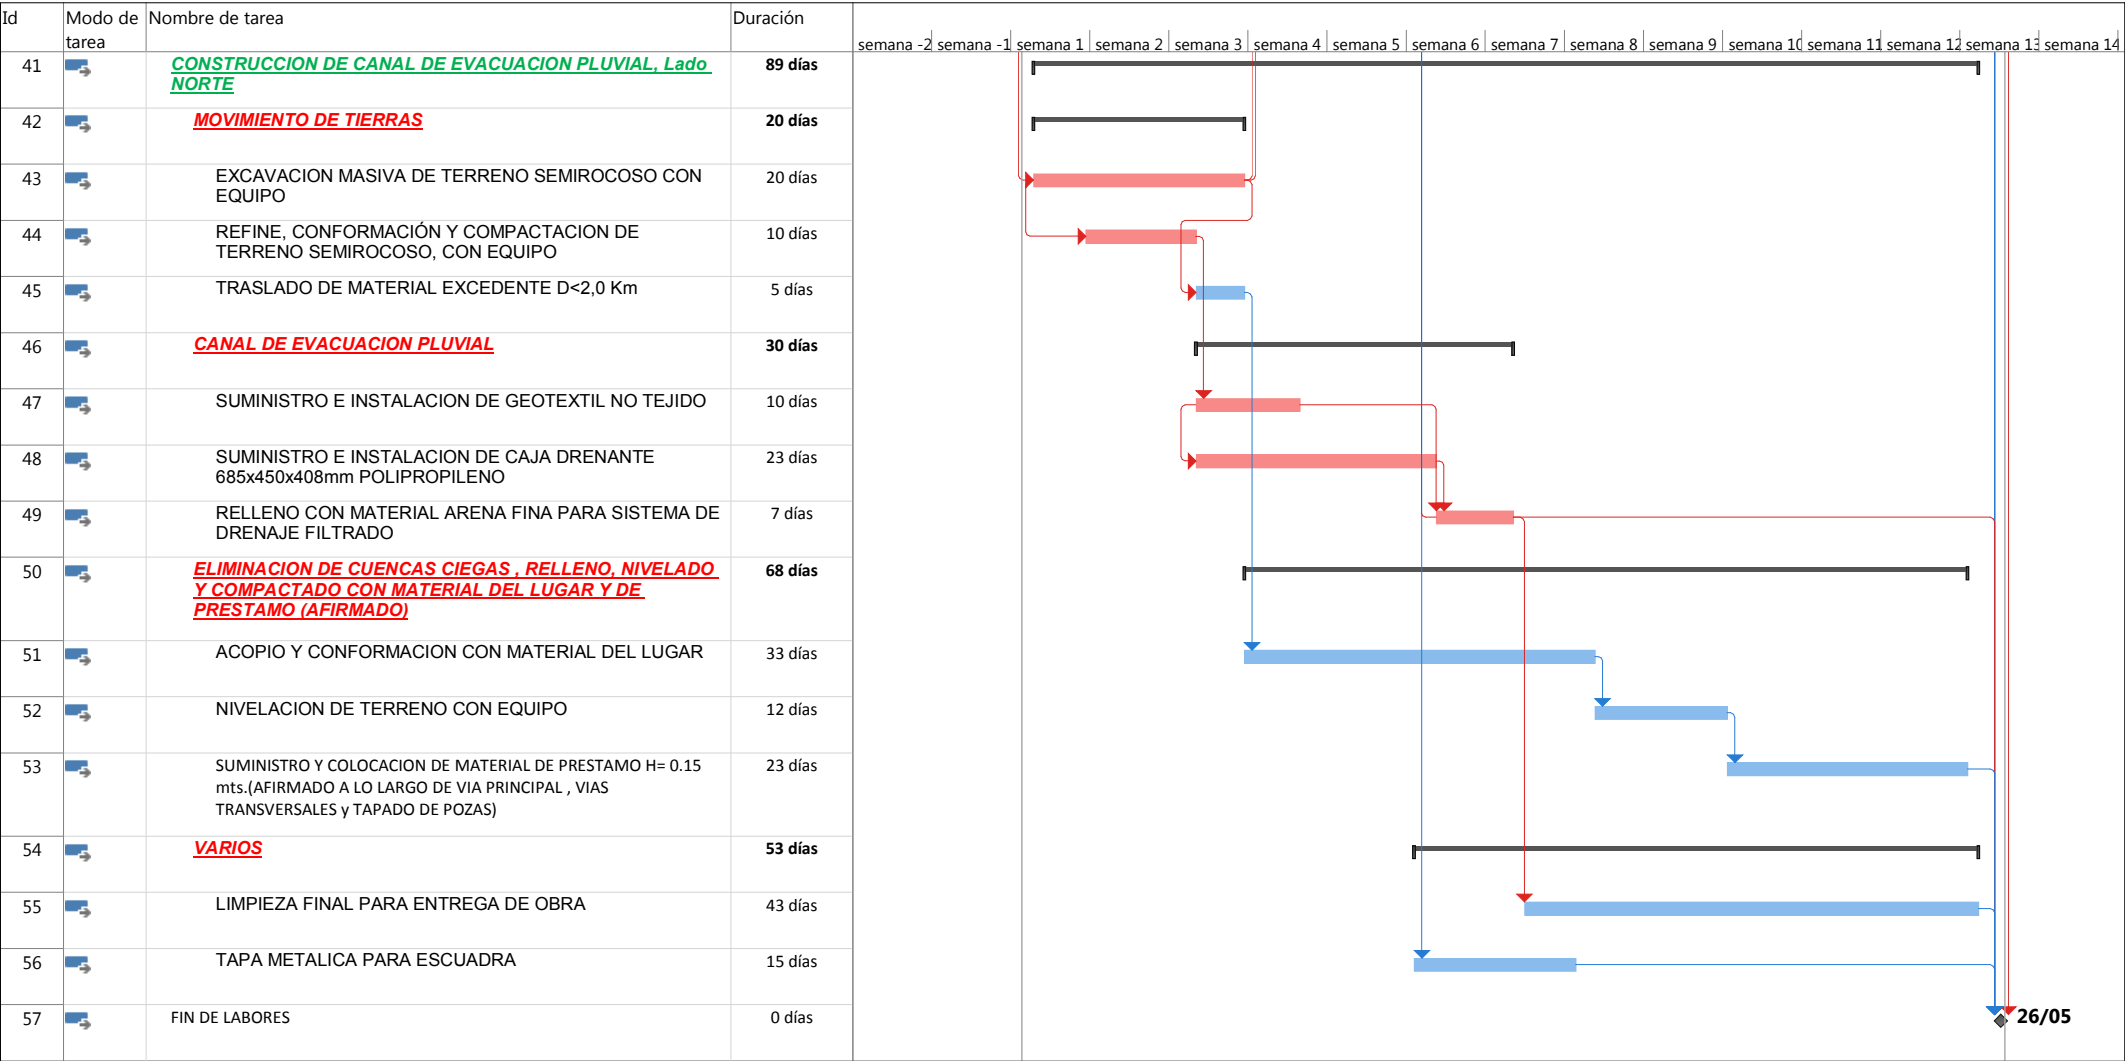 Id Modo de tarea Nombre de tarea Duración
semana -2 semana -1 semana 1 semana 2 semana 3 semana 4 semana 5 semana 6 semana 7 semana 8 semana 9 semana 10 semana 11 semana 12 semana 13 semana 14
41 CONSTRUCCION DE CANAL DE EVACUACION PLUVIAL, Lado 89 días
NORTE
42 MOVIMIENTO DE TIERRAS 20 días
43 EXCAVACION MASIVA DE TERRENO SEMIROCOSO CON 20 días
EQUIPO
44 REFINE, CONFORMACIÓN Y COMPACTACION DE 10 días
TERRENO SEMIROCOSO, CON EQUIPO
45 TRASLADO DE MATERIAL EXCEDENTE D<2,0 Km 5 días
46 CANAL DE EVACUACION PLUVIAL 30 días
47 SUMINISTRO E INSTALACION DE GEOTEXTIL NO TEJIDO 10 días
48 SUMINISTRO E INSTALACION DE CAJA DRENANTE 23 días
685x450x408mm POLIPROPILENO
49 RELLENO CON MATERIAL ARENA FINA PARA SISTEMA DE 7 días
DRENAJE FILTRADO
50 ELIMINACION DE CUENCAS CIEGAS , RELLENO, NIVELADO 68 días
Y COMPACTADO CON MATERIAL DEL LUGAR Y DE
PRESTAMO (AFIRMADO)
51 ACOPIO Y CONFORMACION CON MATERIAL DEL LUGAR 33 días
52 NIVELACION DE TERRENO CON EQUIPO 12 días
53 SUMINISTRO Y COLOCACION DE MATERIAL DE PRESTAMO H= 0.15 23 días
mts.(AFIRMADO A LO LARGO DE VIA PRINCIPAL , VIAS
TRANSVERSALES y TAPADO DE POZAS)
54 VARIOS 53 días
55 LIMPIEZA FINAL PARA ENTREGA DE OBRA 43 días
56 TAPA METALICA PARA ESCUADRA 15 días
57 FIN DE LABORES 0 días 26/05